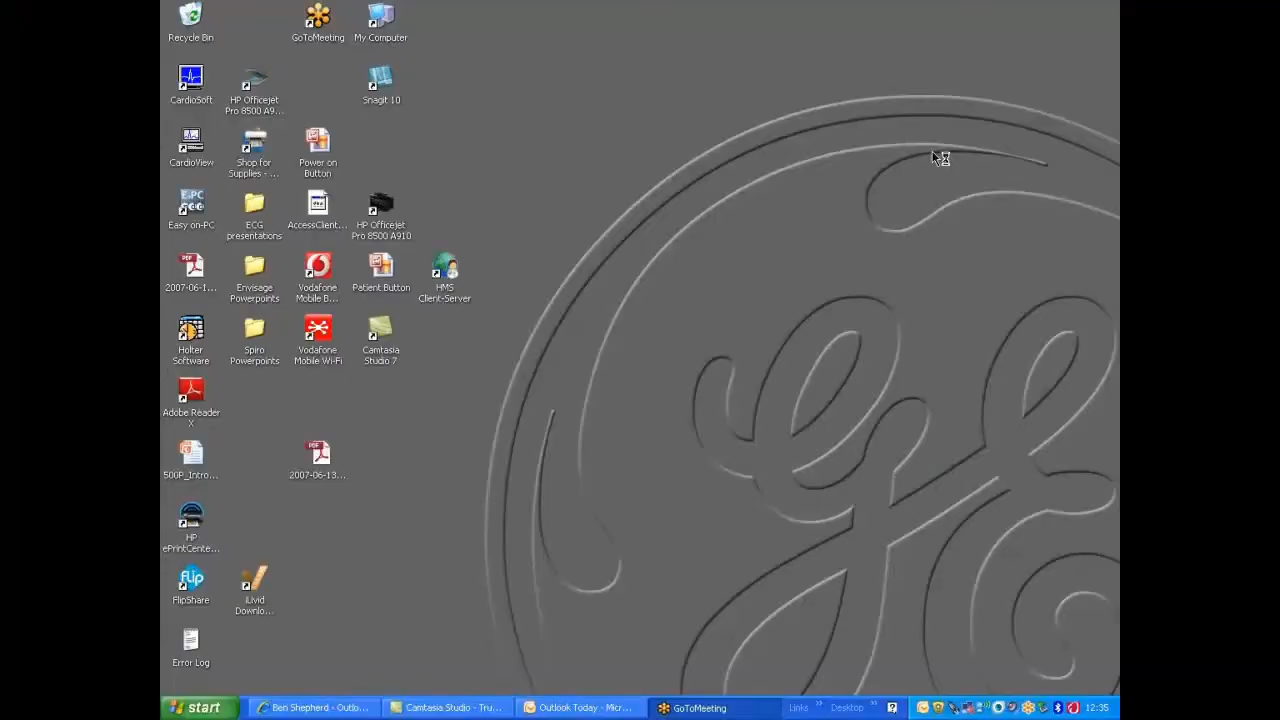 Recycle Bin
GoToMeeting
My Computer
CardioSoft
HP Officejet
Pro 8500 A9...
Snagit 10
CardioView
Shop for
Supplies - ...
Power on
Button
Easy on-PC
ECG
presentations
AccessClient...
HP Officejet
Pro 8500 A910
2007-06-1...
Envisage
Powerpoints
Vodafone
Mobile B...
Patient Button
HMS
Client-Server
Holter
Software
Spiro
Powerpoints
Vodafone
Mobile Wi-Fi
Camtasia
Studio 7
Adobe Reader
X
500P_Intro...
2007-06-13...
HP
ePrintCente...
FlipShare
iLivid
Downlo...
Error Log
start
Ben Shepherd - Outlo...
Camtasia Studio - Tru...
Outlook Today - Micr...
GoToMeeting
Links
Desktop
12:35